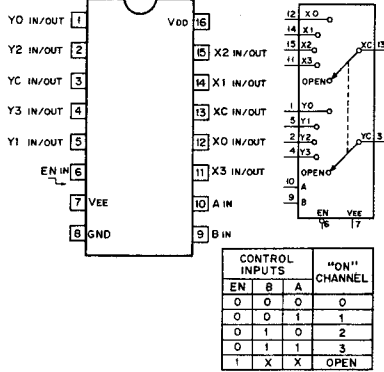 Y0 IN/OUT 1
Y2 IN/OUT 2
YC IN/OUT 3
Y3 IN/OUT 4
Y1 IN/OUT 5
EN IN 6
7 VEE
8 GND
VDD 16
15 X2 IN/OUT
14 X1 IN/OUT
13 XC IN/OUT
12 X0 IN/OUT
11 X3 IN/OUT
10 A IN
9 B IN
12 X0
14 X1
15 X2
11 X3
OPEN
XC 13
1 Y0
5 Y1
2 Y2
4 Y3
OPEN
YC 3
10 A
9 B
EN VEE
6 7
CONTROL INPUTS "ON" CHANNEL
EN B A
0 0 0 0
0 0 1 1
0 1 0 2
0 1 1 3
1 X X OPEN